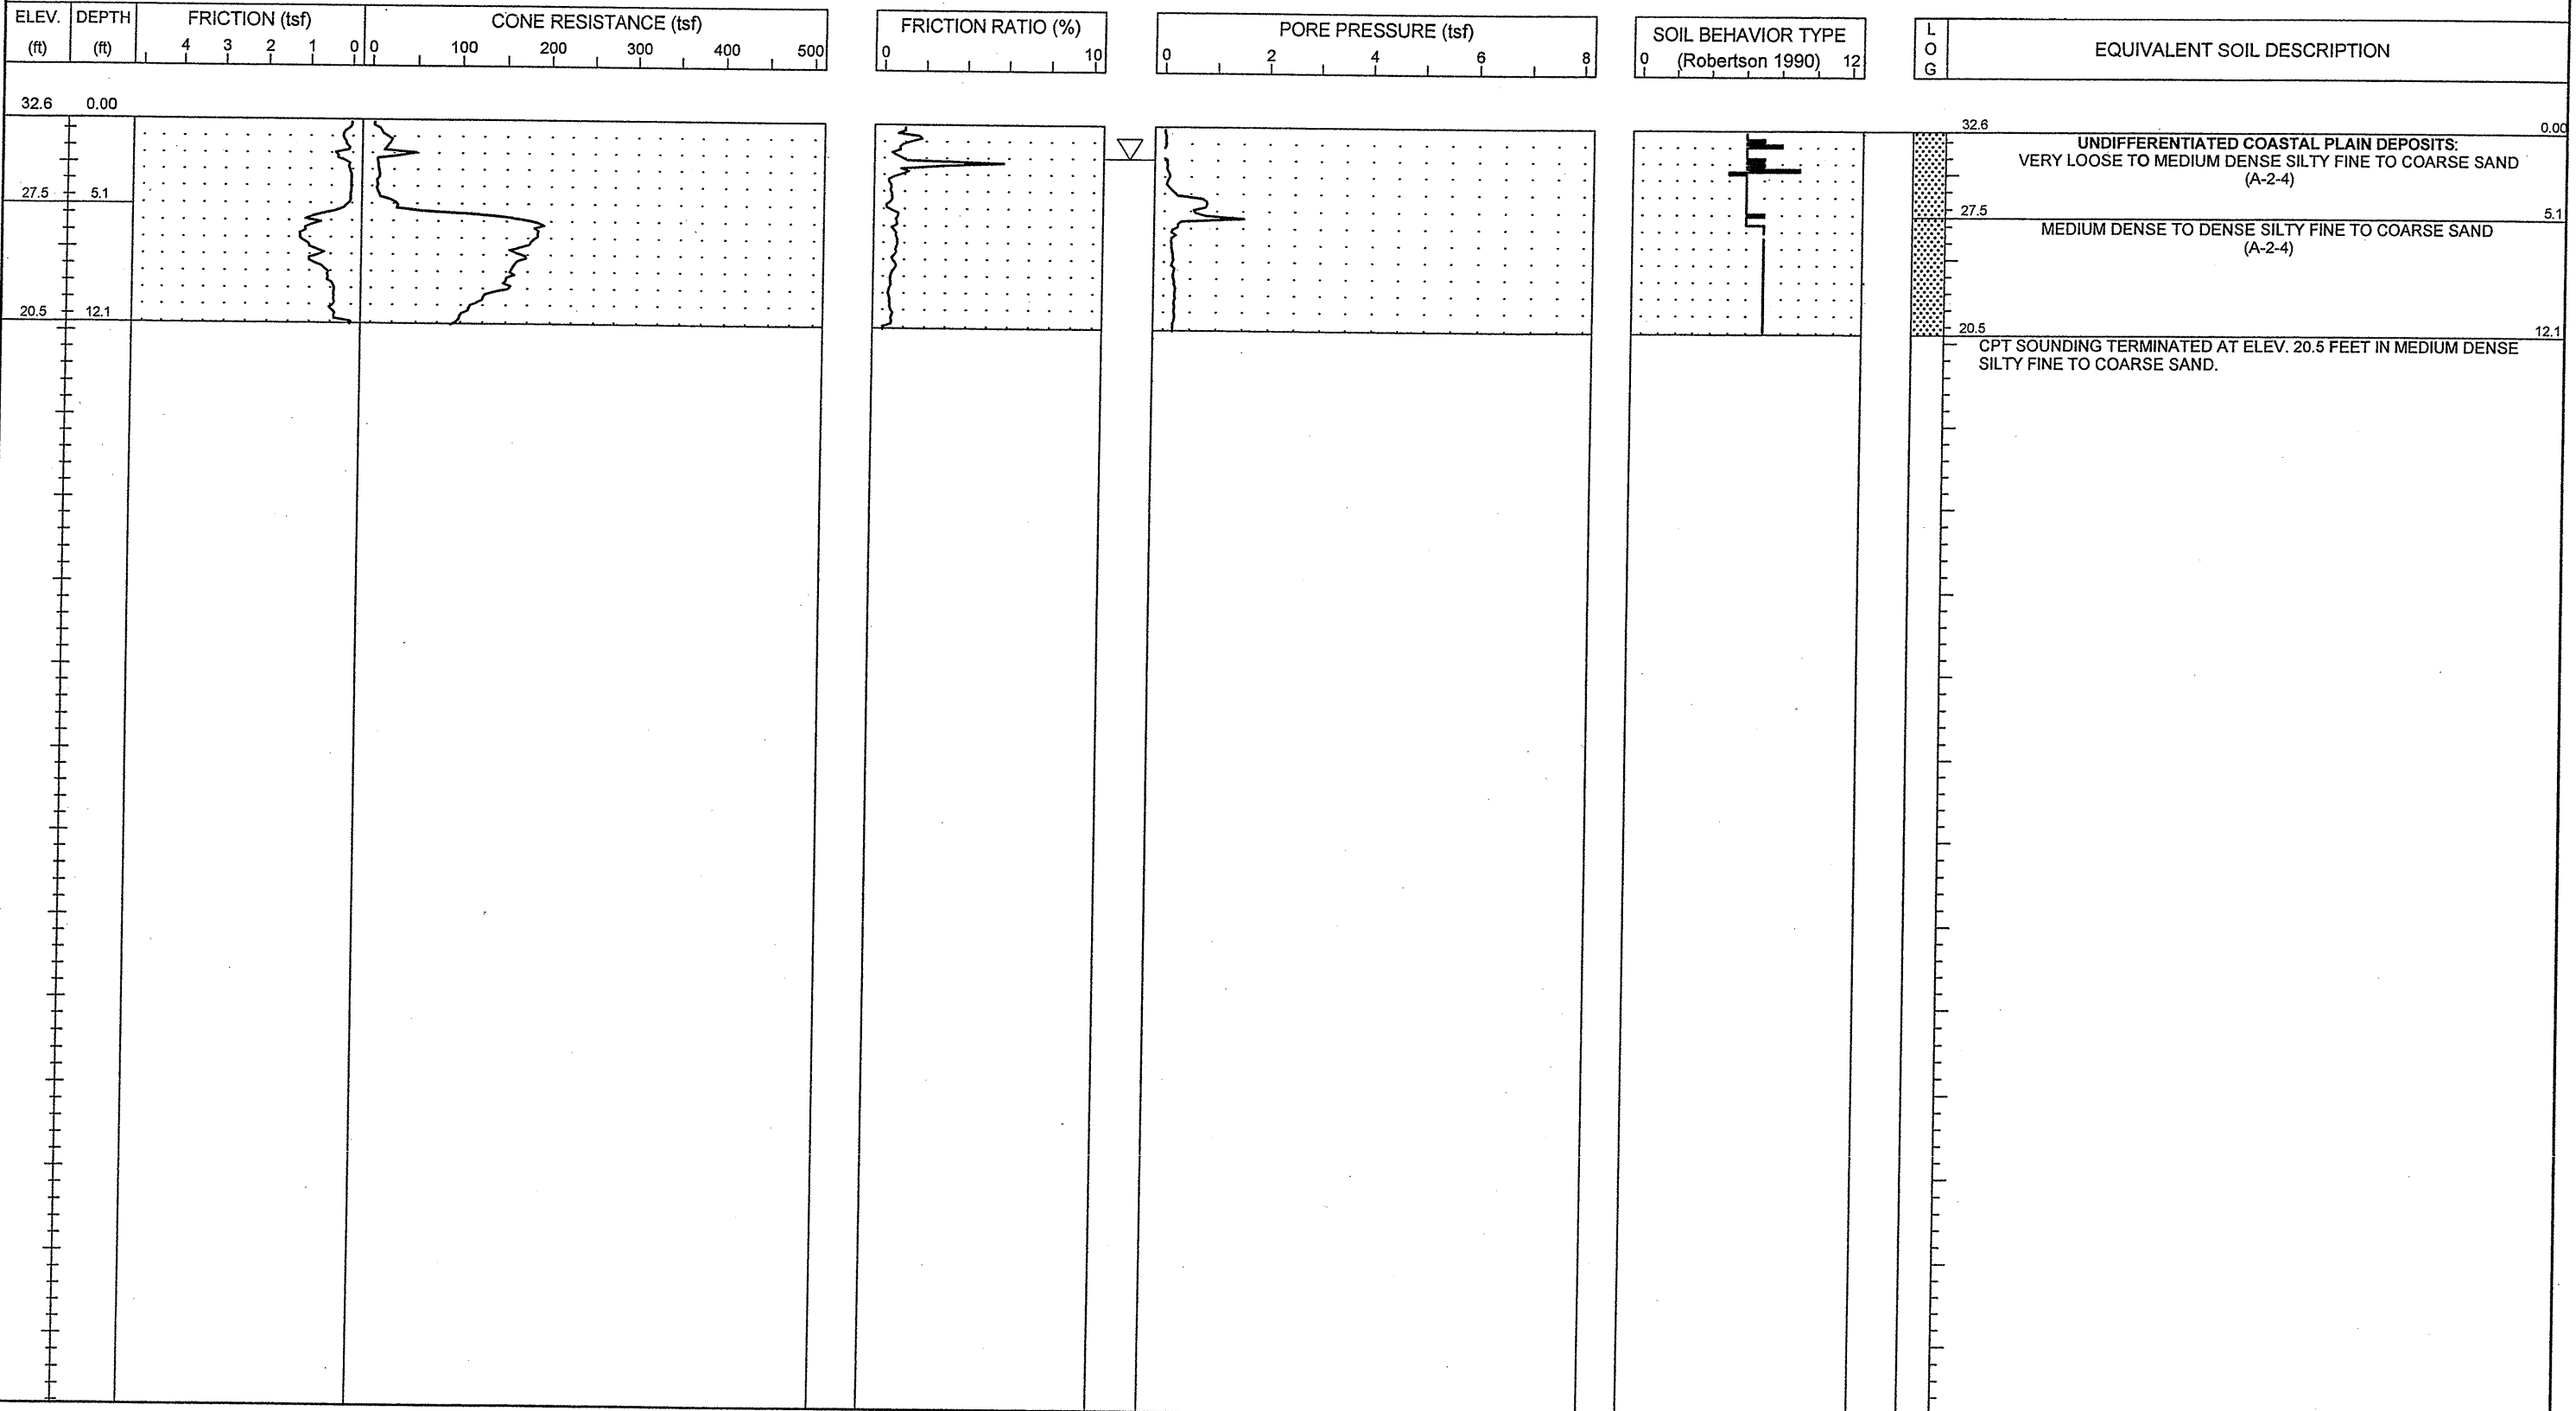 ELEV. (ft)
DEPTH (ft)
FRICTION (tsf)
4 3 2 1 0
CONE RESISTANCE (tsf)
0 100 200 300 400 500
FRICTION RATIO (%)
0 10
PORE PRESSURE (tsf)
0 2 4 6 8
SOIL BEHAVIOR TYPE
(Robertson 1990)
0 12
LOG
EQUIVALENT SOIL DESCRIPTION
32.6 0.00
27.5 5.1
20.5 12.1
32.6 0.00
UNDIFFERENTIATED COASTAL PLAIN DEPOSITS:
VERY LOOSE TO MEDIUM DENSE SILTY FINE TO COARSE SAND
(A-2-4)
27.5 5.1
MEDIUM DENSE TO DENSE SILTY FINE TO COARSE SAND
(A-2-4)
20.5 12.1
CPT SOUNDING TERMINATED AT ELEV. 20.5 FEET IN MEDIUM DENSE
SILTY FINE TO COARSE SAND.